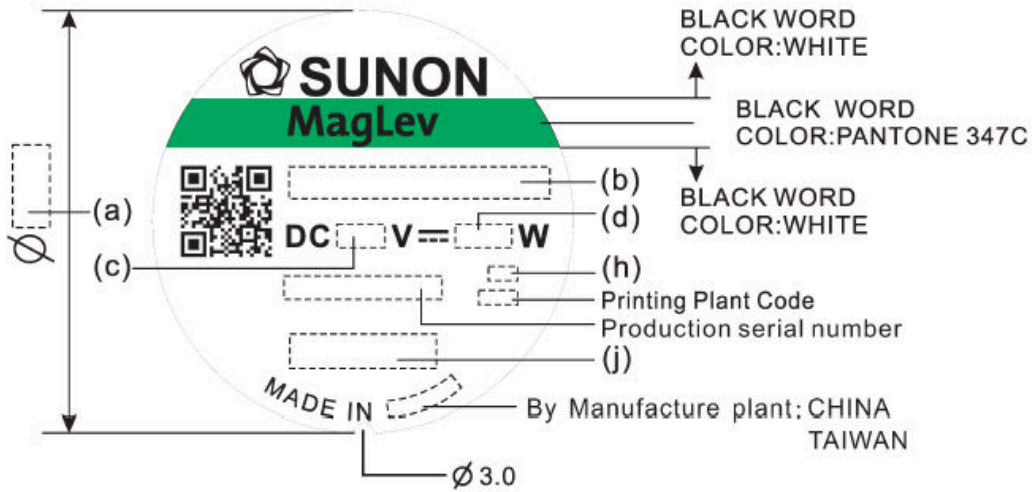 BLACK WORD
COLOR:WHITE
SUNON
MagLev
BLACK WORD
COLOR:PANTONE 347C
BLACK WORD
COLOR:WHITE
(a)
Ø
(b)
(c)
DC V⎓ W
(d)
(h)
Printing Plant Code
Production serial number
(j)
MADE IN
By Manufacture plant: CHINA
TAIWAN
Ø 3.0